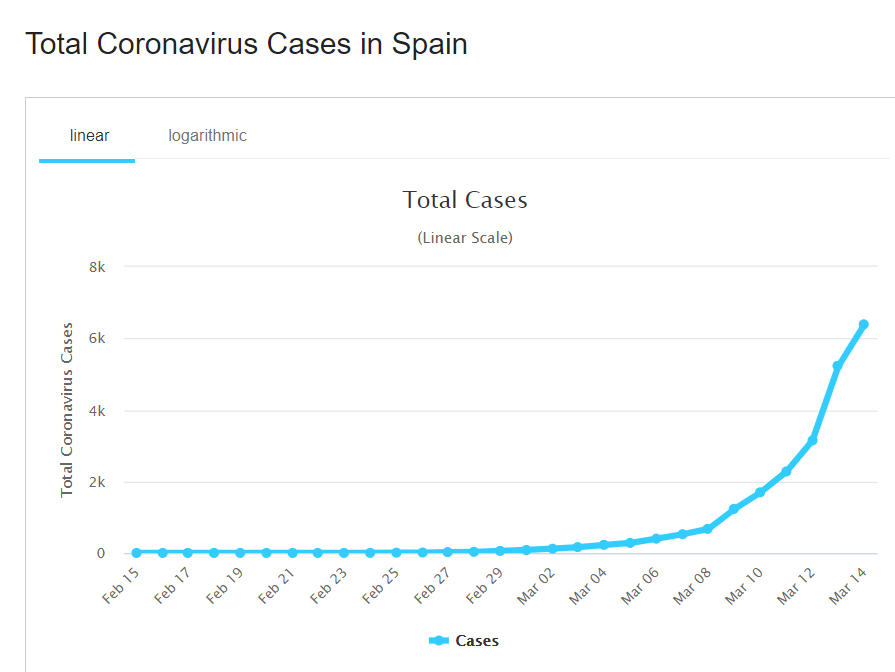 Total Coronavirus Cases in Spain
linear logarithmic
Total Cases
(Linear Scale)
Total Coronavirus Cases
8k
6k
4k
2k
0
Feb 15 Feb 17 Feb 19 Feb 21 Feb 23 Feb 25 Feb 27 Feb 29 Mar 02 Mar 04 Mar 06 Mar 08 Mar 10 Mar 12 Mar 14
Cases